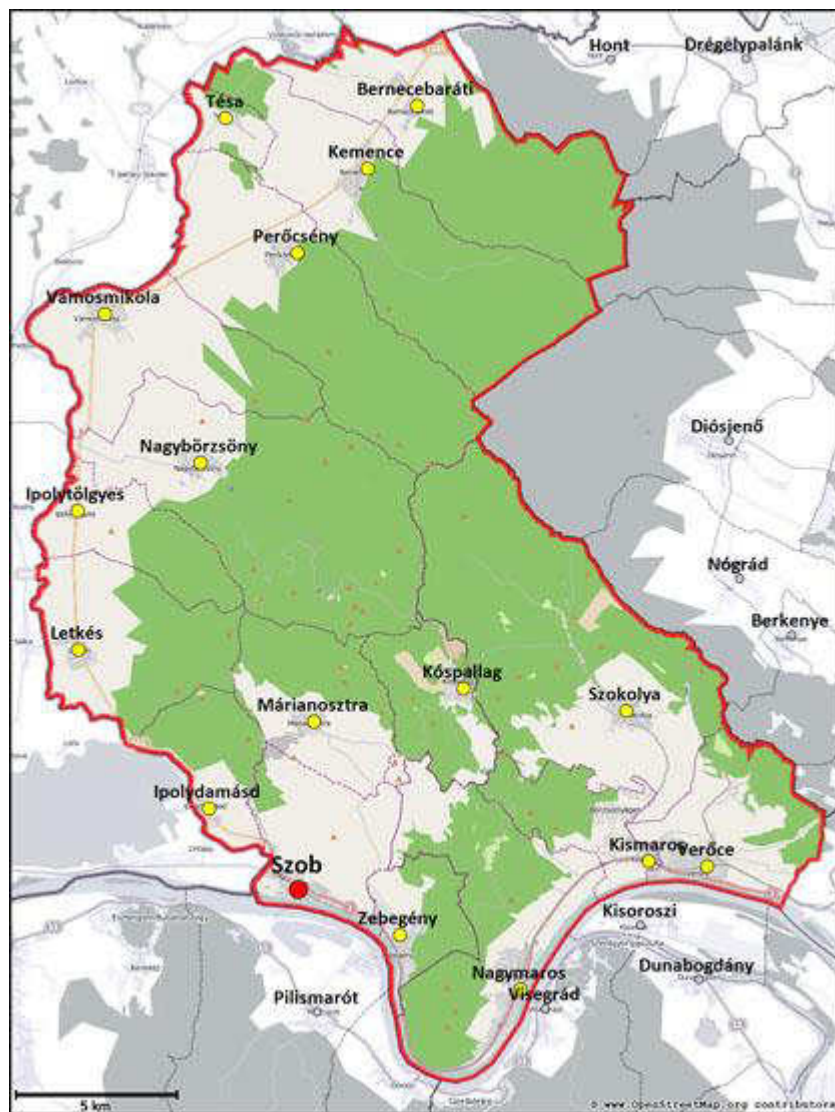 Hont
Drégelypalánk
Bernecebaráti
Tésa
Kemence
Perőcsény
Vámosmikola
Diósjenő
Nagybörzsöny
Ipolytölgyes
Nógrád
Berkenye
Letkés
Kóspallag
Szokolya
Márianosztra
Ipolydamásd
Kismaros
Verőce
Szob
Zebegény
Kisoroszi
Nagymaros
Dunabogdány
Visegrád
Pilismarót
5 km
© www.OpenStreetMap.org contributors